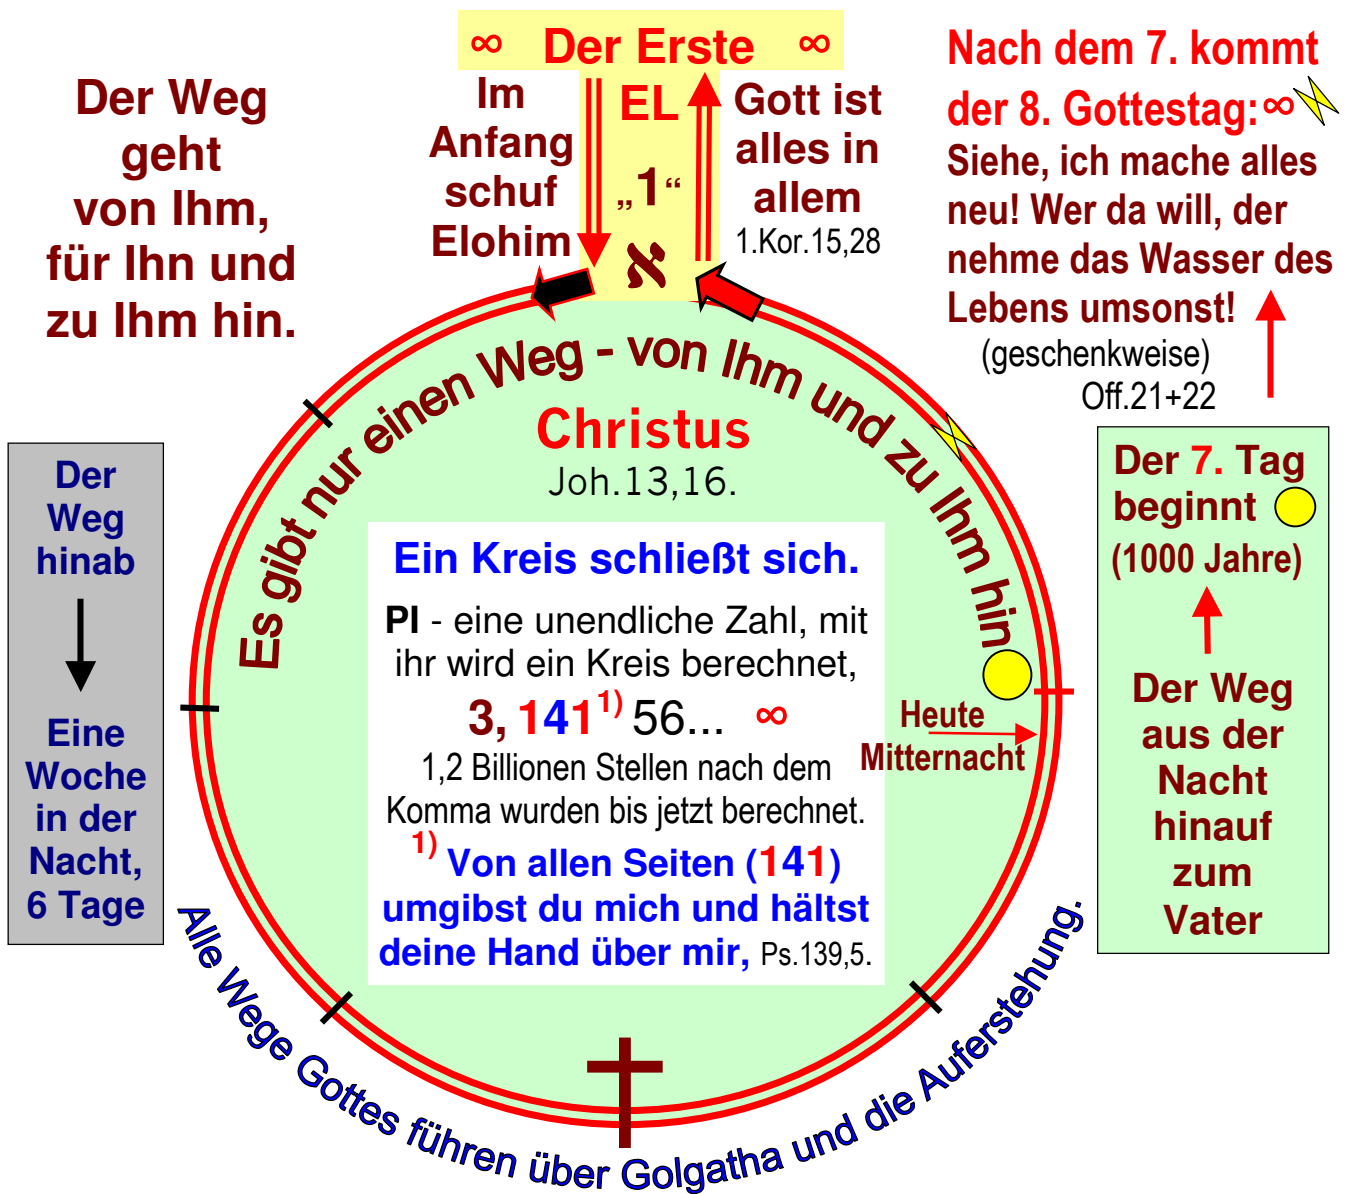 ∞ Der Erste ∞
Der Weg
geht
von Ihm,
für Ihn und
zu Ihm hin.
Im
Anfang
schuf
Elohim
EL
„1“
א
Gott ist
alles in
allem
1.Kor.15,28
Nach dem 7. kommt
der 8. Gottestag:∞
Siehe, ich mache alles
neu! Wer da will, der
nehme das Wasser des
Lebens umsonst!
(geschenkweise)
Off.21+22
Es gibt nur einen Weg - von Ihm und zu Ihm hin
Christus
Joh.13,16.
Der
Weg
hinab
Eine
Woche
in der
Nacht,
6 Tage
Ein Kreis schließt sich.
PI - eine unendliche Zahl, mit
ihr wird ein Kreis berechnet,
3, 141¹⁾ 56... ∞
1,2 Billionen Stellen nach dem
Komma wurden bis jetzt berechnet.
¹⁾ Von allen Seiten (141)
umgibst du mich und hältst
deine Hand über mir, Ps.139,5.
Heute
Mitternacht
Der 7. Tag
beginnt
(1000 Jahre)
Der Weg
aus der
Nacht
hinauf
zum
Vater
Alle Wege Gottes führen über Golgatha und die Auferstehung.